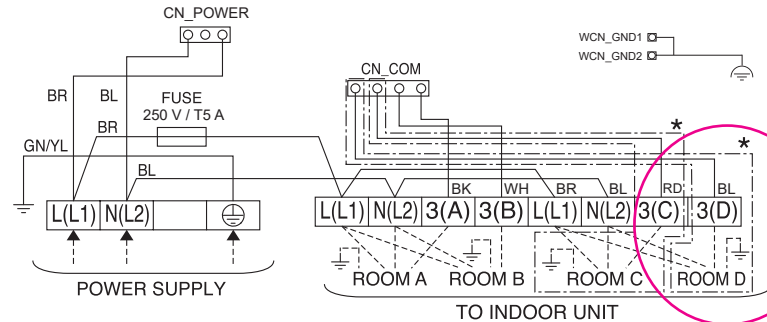 CN_POWER
WCN_GND1
WCN_GND2
CN_COM
BR BL FUSE
250 V / T5 A
BR
GN/YL
BL
BK WH BR BL RD BL
* *
L(L1) N(L2)
L(L1) N(L2) 3(A) 3(B) L(L1) N(L2) 3(C) 3(D)
ROOM A ROOM B ROOM C ROOM D
POWER SUPPLY
TO INDOOR UNIT